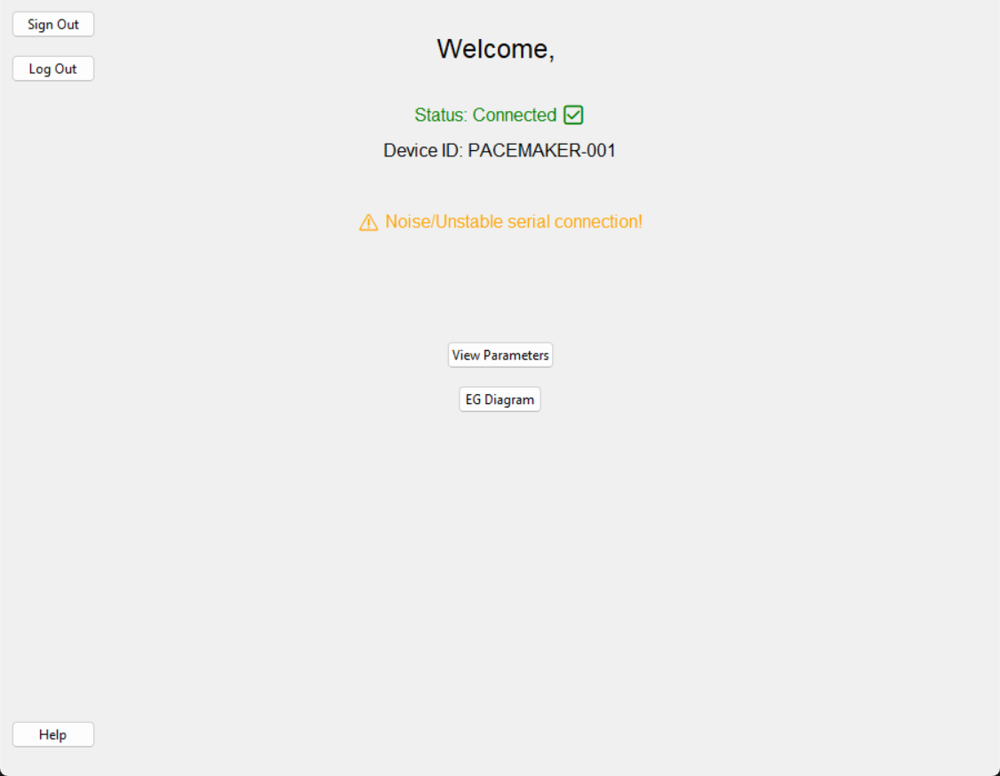 Sign Out
Log Out
Welcome,
Status: Connected
Device ID: PACEMAKER-001
Noise/Unstable serial connection!
View Parameters
EG Diagram
Help